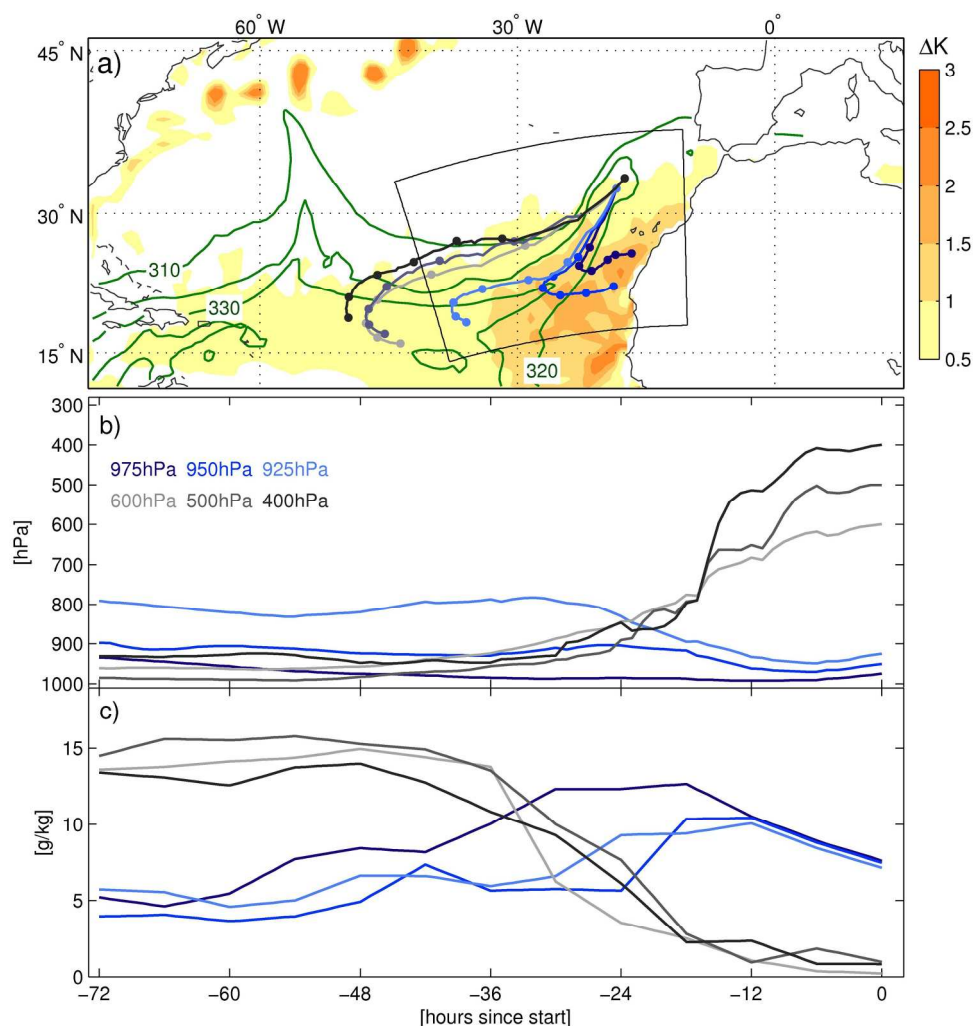 60° W 30° W 0°
45° N
a)
ΔK
3
2.5
2
1.5
1
0.5
30° N
310
330
15° N
320
300
b)
400
975hPa 950hPa 925hPa
500
600hPa 500hPa 400hPa
600
[hPa]
700
800
900
1000
c)
15
10
[g/kg]
5
0
−72 −60 −48 −36 −24 −12 0
[hours since start]